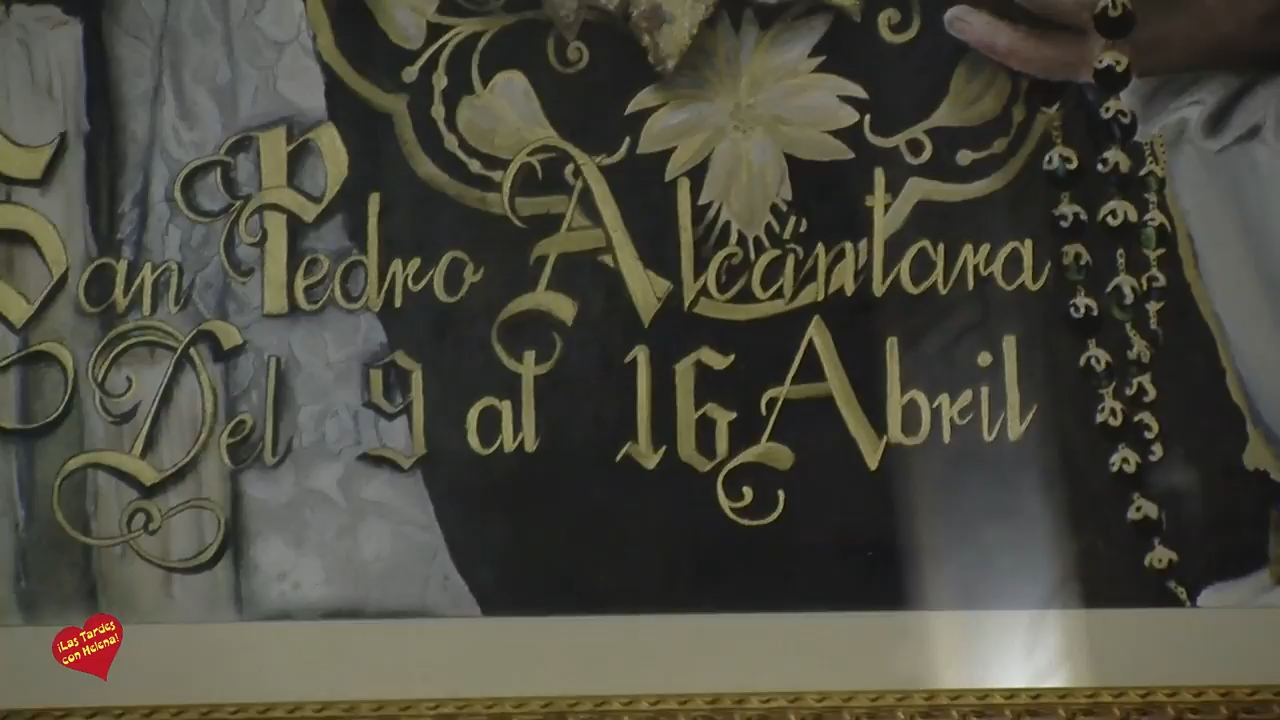 San Pedro Alcántara
Del 9 al 16 Abril
¡Las Tardes
con Helena!